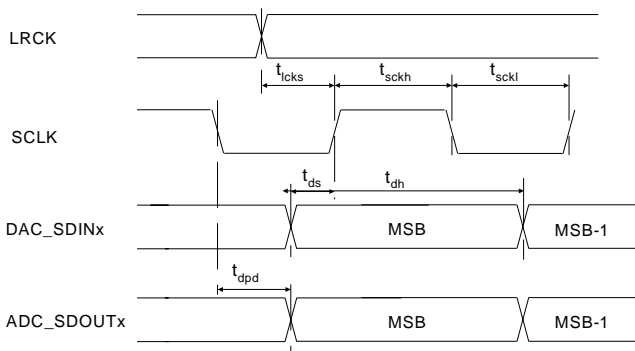 LRCK
t_lcks t_sckh t_sckl
SCLK
t_ds t_dh
DAC_SDINx MSB MSB-1
t_dpd
ADC_SDOUTx MSB MSB-1